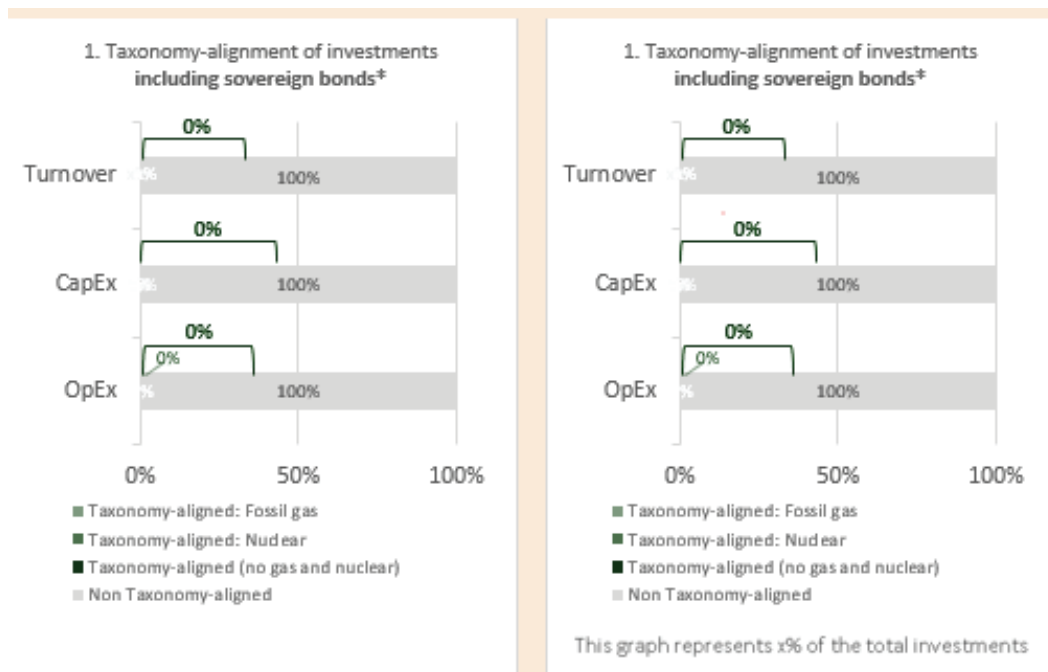 1. Taxonomy-alignment of investments
including sovereign bonds*
0%
Turnover
100%
0%
CapEx
100%
0%
0%
OpEx
%
100%
0%
50%
100%
Taxonomy-aligned: Fossil gas
Taxonomy-aligned: Nuclear
Taxonomy-aligned (no gas and nuclear)
Non Taxonomy-aligned
1. Taxonomy-alignment of investments
including sovereign bonds*
0%
Turnover
100%
0%
CapEx
100%
0%
0%
OpEx
%
100%
0%
50%
100%
Taxonomy-aligned: Fossil gas
Taxonomy-aligned: Nuclear
Taxonomy-aligned (no gas and nuclear)
Non Taxonomy-aligned
This graph represents x% of the total investments